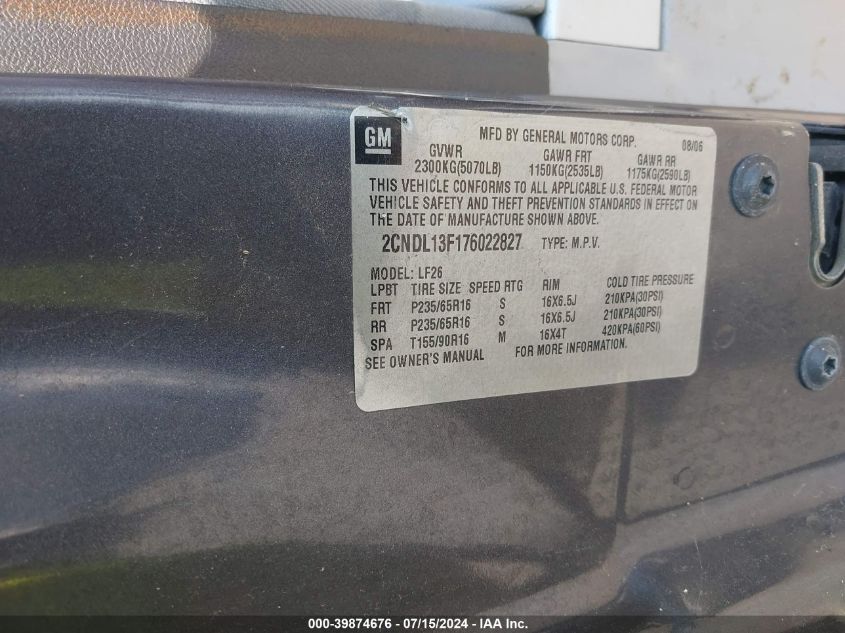 GM
MFD BY GENERAL MOTORS CORP. 08/06
GVWR GAWR FRT GAWR RR
2300KG(5070LB) 1150KG(2535LB) 1175KG(2590LB)
THIS VEHICLE CONFORMS TO ALL APPLICABLE U.S. FEDERAL MOTOR
VEHICLE SAFETY AND THEFT PREVENTION STANDARDS IN EFFECT ON
THE DATE OF MANUFACTURE SHOWN ABOVE.
2CNDL13F176022827 TYPE: M.P.V.
MODEL: LF26
LPBT TIRE SIZE SPEED RTG RIM COLD TIRE PRESSURE
FRT P235/65R16 S 16X6.5J 210KPA(30PSI)
RR P235/65R16 S 16X6.5J 210KPA(30PSI)
SPA T155/90R16 M 16X4T 420KPA(60PSI)
SEE OWNER'S MANUAL FOR MORE INFORMATION.
000-39874676 - 07/15/2024 - © IAA, Inc.